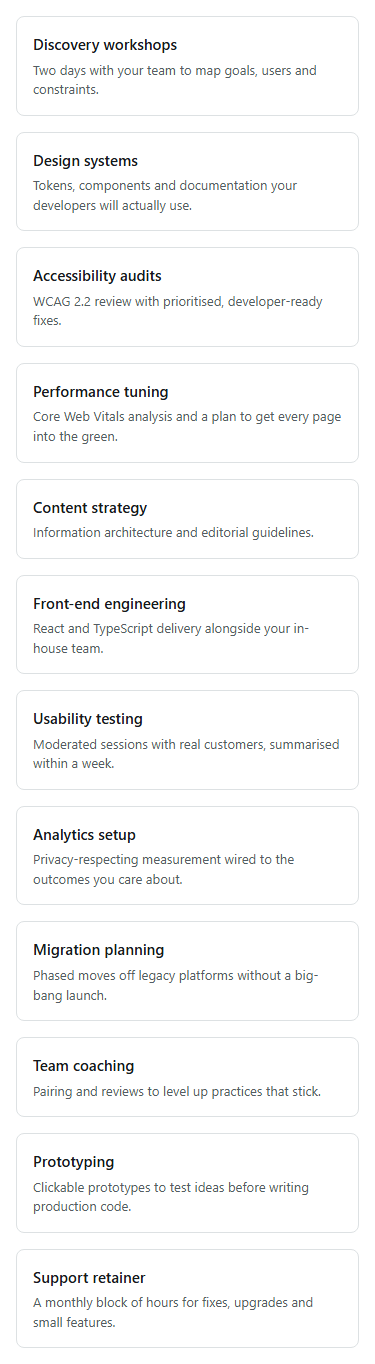 Discovery workshops
Two days with your team to map goals, users and
constraints.
Design systems
Tokens, components and documentation your
developers will actually use.
Accessibility audits
WCAG 2.2 review with prioritised, developer-ready
fixes.
Performance tuning
Core Web Vitals analysis and a plan to get every page
into the green.
Content strategy
Information architecture and editorial guidelines.
Front-end engineering
React and TypeScript delivery alongside your in-
house team.
Usability testing
Moderated sessions with real customers, summarised
within a week.
Analytics setup
Privacy-respecting measurement wired to the
outcomes you care about.
Migration planning
Phased moves off legacy platforms without a big-
bang launch.
Team coaching
Pairing and reviews to level up practices that stick.
Prototyping
Clickable prototypes to test ideas before writing
production code.
Support retainer
A monthly block of hours for fixes, upgrades and
small features.